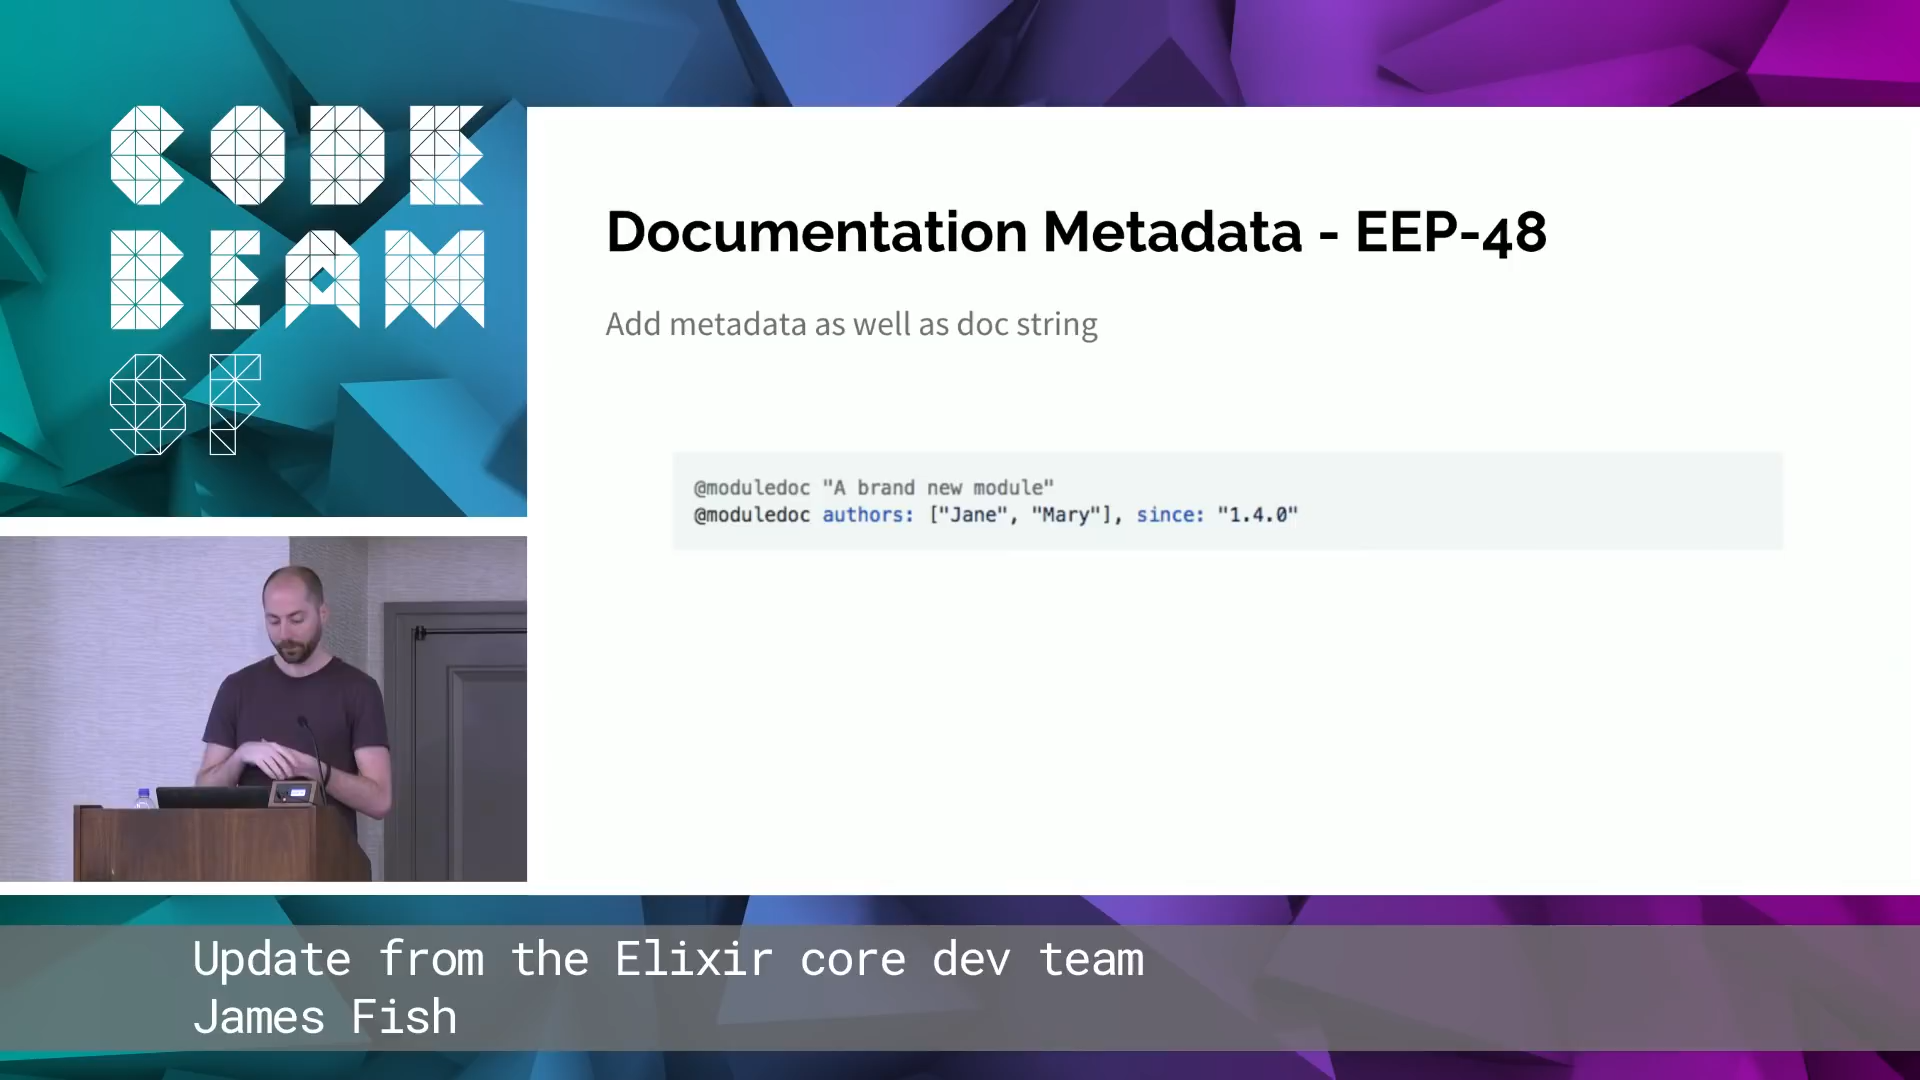 CODE
BEAM
SF
Documentation Metadata - EEP-48
Add metadata as well as doc string
@moduledoc "A brand new module"
@moduledoc authors: ["Jane", "Mary"], since: "1.4.0"
Update from the Elixir core dev team
James Fish